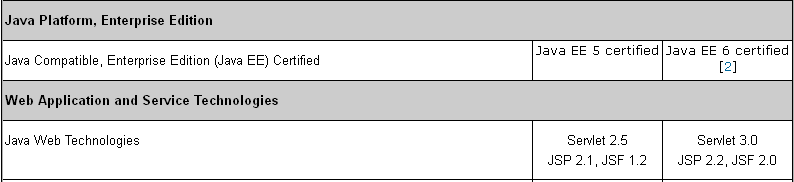 Java Platform, Enterprise Edition
Java Compatible, Enterprise Edition (Java EE) Certified
Java EE 5 certified
Java EE 6 certified
[2]
Web Application and Service Technologies
Java Web Technologies
Servlet 2.5
JSP 2.1, JSF 1.2
Servlet 3.0
JSP 2.2, JSF 2.0